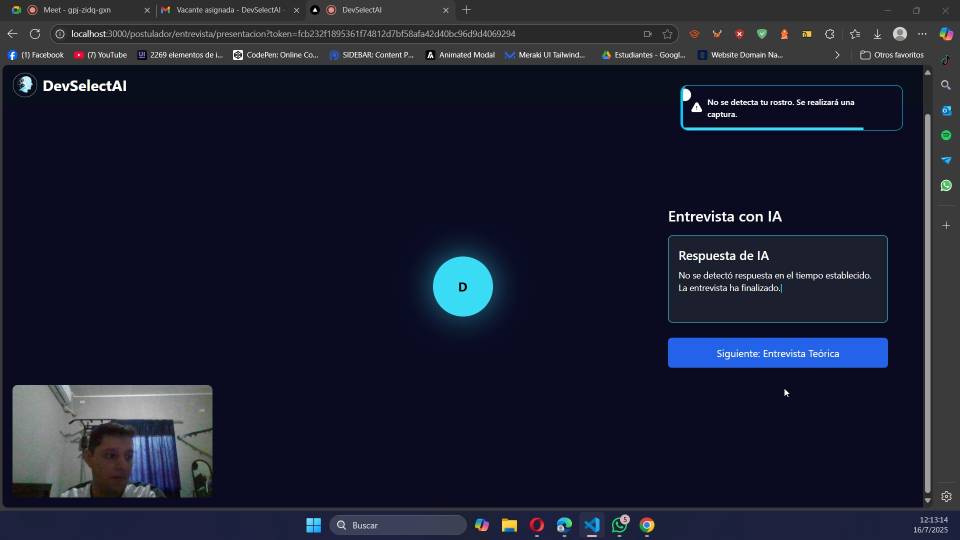 Meet - gpj-zidq-gxn
Vacante asignada - DevSelectAI -
DevSelectAI
localhost:3000/postulador/entrevista/presentacion?token=fcb232f1895361f74812d7bf58afa42d40bc96d9d4069294
(1) Facebook
(7) YouTube
2269 elementos de i...
CodePen: Online Co...
SIDEBAR: Content P...
Animated Modal
Meraki UI Tailwind...
Estudiantes - Googl...
Website Domain Na...
Otros favoritos
DevSelectAI
No se detecta tu rostro. Se realizará una
captura.
Entrevista con IA
Respuesta de IA
No se detectó respuesta en el tiempo establecido.
La entrevista ha finalizado.
Siguiente: Entrevista Teórica
D
Buscar
5
12:13:14
16/7/2025